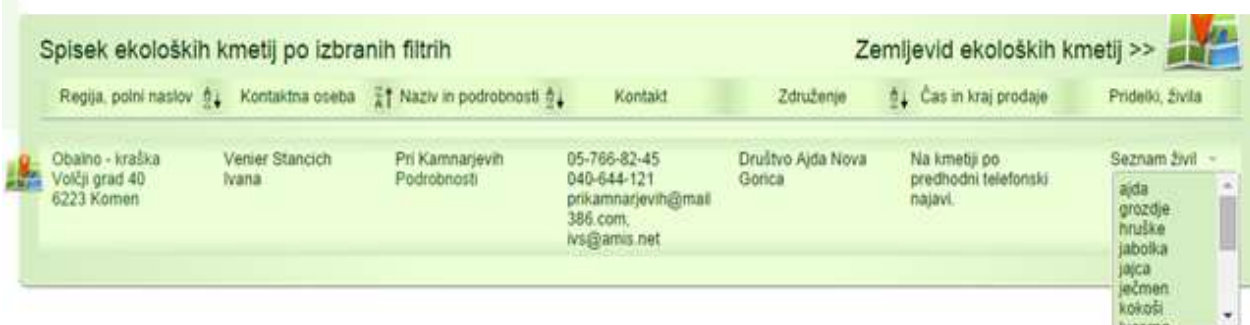 Spisek ekoloških kmetij po izbranih filtrih
Zemljevid ekoloških kmetij >>
Regija, polni naslov
Kontaktna oseba
Naziv in podrobnosti
Kontakt
Združenje
Čas in kraj prodaje
Pridelki, živila
Obalno - kraška
Volčji grad 40
6223 Komen
Venier Stancich
Ivana
Pri Kamnarjevih
Podrobnosti
05-766-82-45
040-644-121
prikamnarjevih@mail
386.com,
ivs@amis.net
Društvo Ajda Nova
Gorica
Na kmetiji po
predhodni telefonski
najavi.
Seznam živil
ajda
grozdje
hruške
jabolka
jajca
ječmen
kokoši